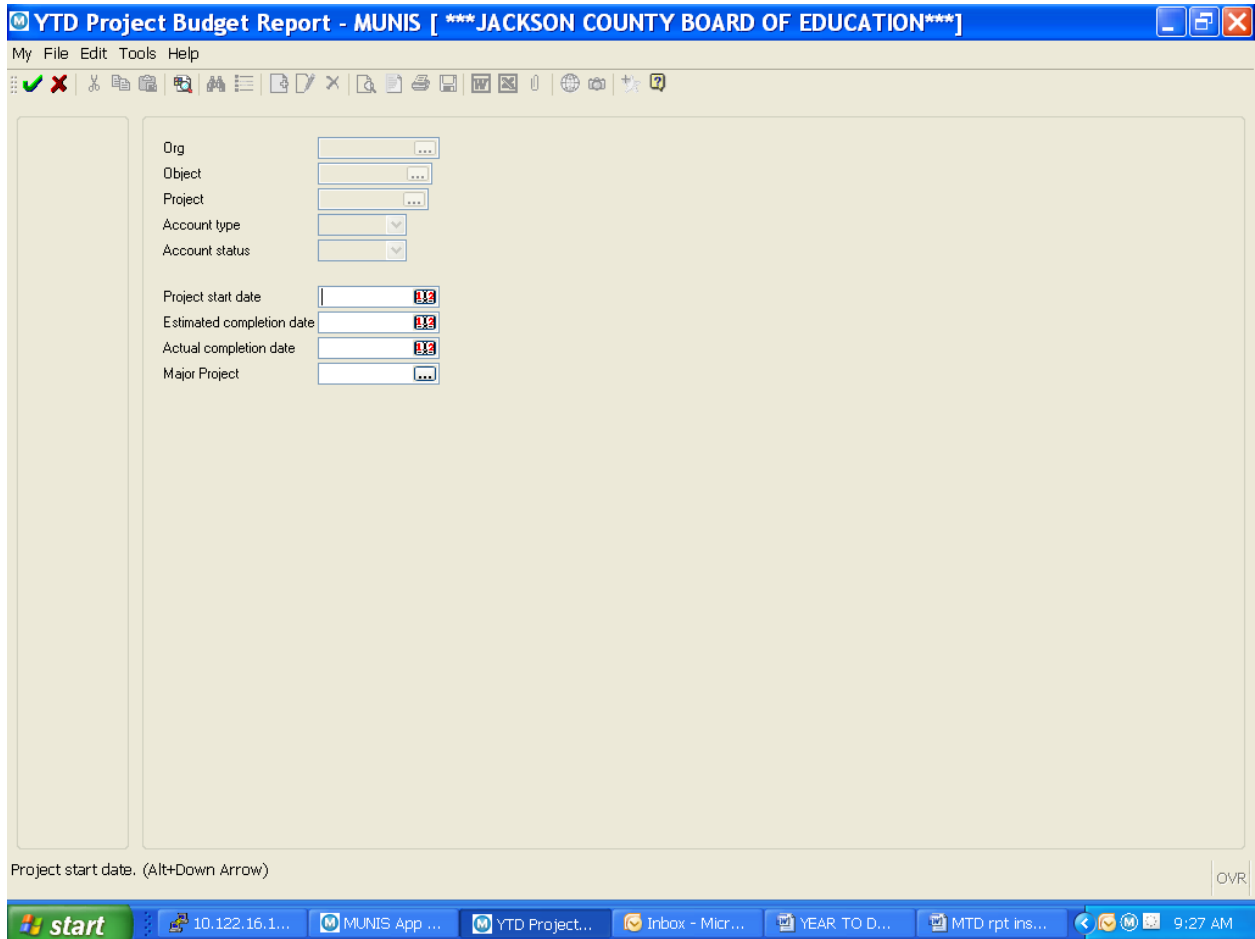 YTD Project Budget Report - MUNIS [ ***JACKSON COUNTY BOARD OF EDUCATION***]
My File Edit Tools Help
Org
Object
Project
Account type
Account status
Project start date
Estimated completion date
Actual completion date
Major Project
Project start date. (Alt+Down Arrow)
OVR
start 10.122.16.1... MUNIS App ... YTD Project... Inbox - Micr... YEAR TO D... MTD rpt ins... 9:27 AM